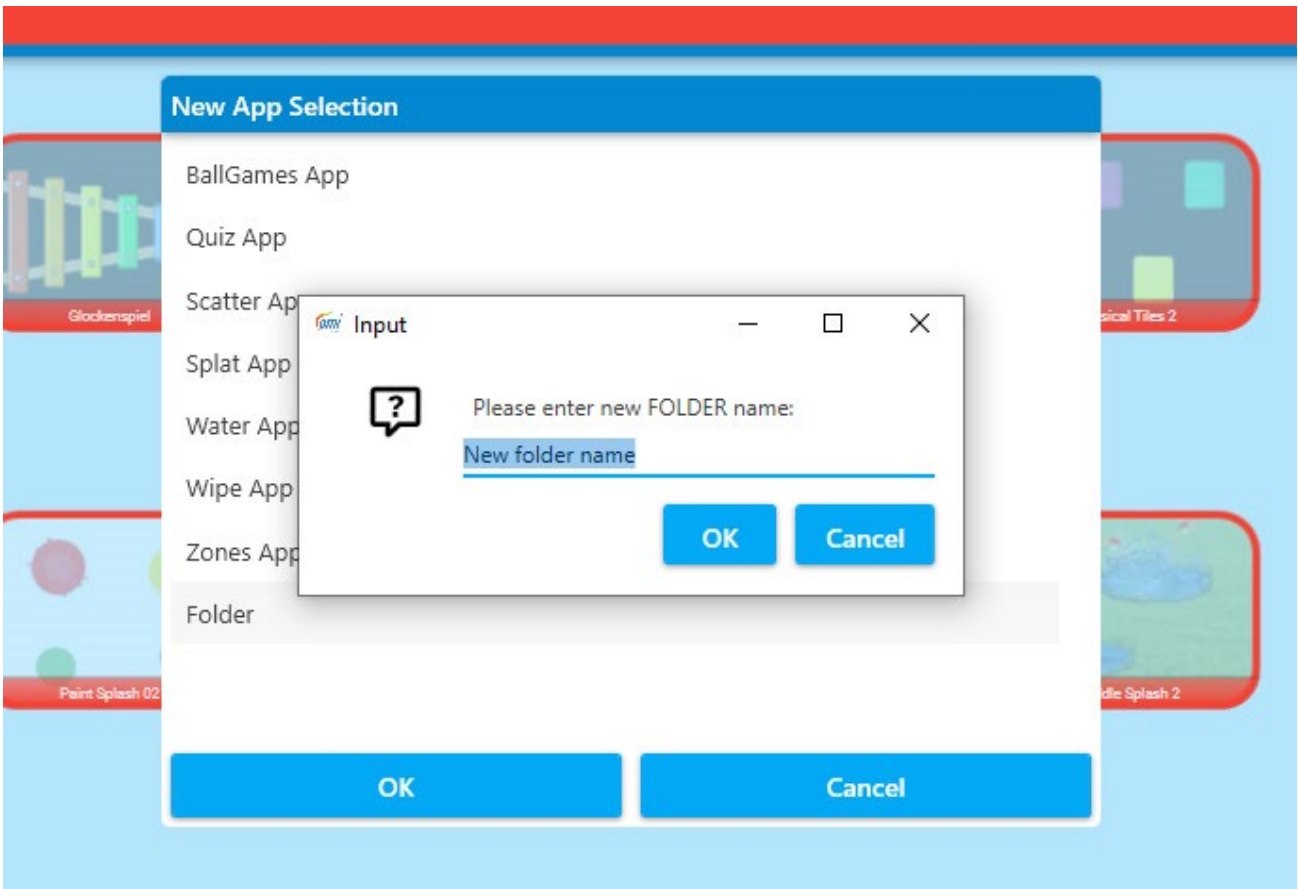 New App Selection
BallGames App
Quiz App
Scatter Ap
Splat App
Water App
Wipe App
Zones App
Folder
omi Input
Please enter new FOLDER name:
New folder name
OK Cancel
OK Cancel
Glockenspiel
sical Tiles 2
Paint Splash 02
dle Splash 2